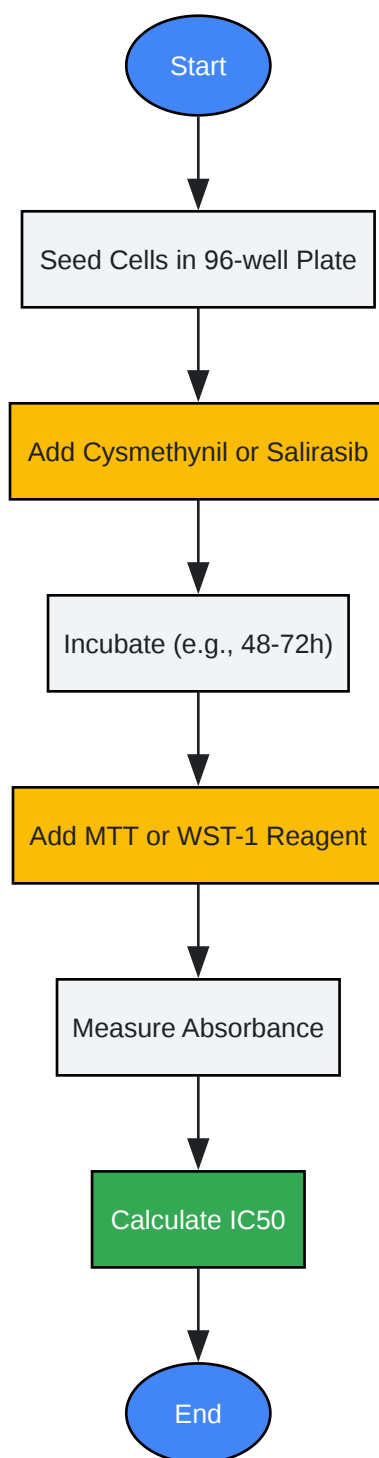 Start
Seed Cells in 96-well Plate
Add Cysmethynil or Salirasib
Incubate (e.g., 48-72h)
Add MTT or WST-1 Reagent
Measure Absorbance
Calculate IC50
End